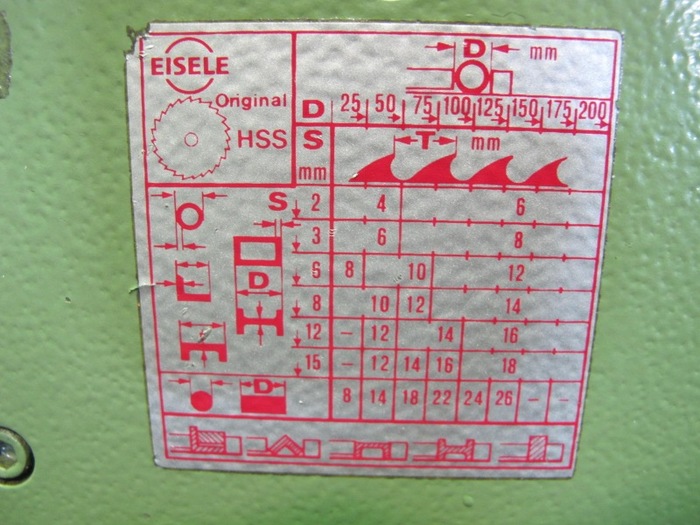 EISELE
Original
HSS
D mm
D 25 50 75 100 125 150 175 200
S mm
T mm
S 2 4 6
3 6 8
6 8 10 12
D
8 10 12 14
12 - 12 14 16
15 - 12 14 16 18
D 8 14 18 22 24 26 - -